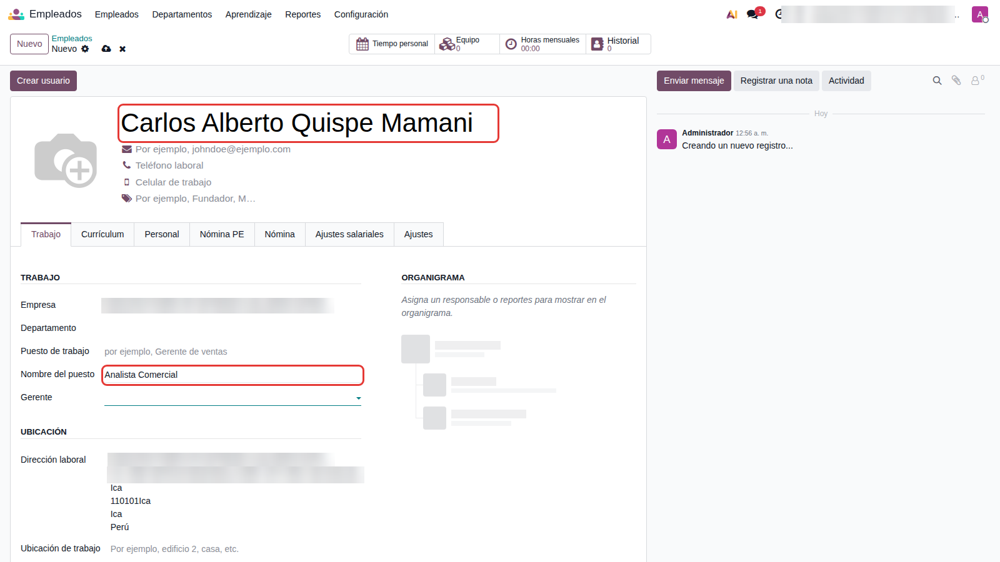 Empleados Empleados Departamentos Aprendizaje Reportes Configuración
AI 1 .. A
Nuevo
Empleados
Nuevo
Tiempo personal
Equipo
0
Horas mensuales
00:00
Historial
0
Crear usuario
Enviar mensaje Registrar una nota Actividad 0
Carlos Alberto Quispe Mamani
Por ejemplo, johndoe@ejemplo.com
Teléfono laboral
Celular de trabajo
Por ejemplo, Fundador, M…
Hoy
A
Administrador 12:56 a. m.
Creando un nuevo registro...
Trabajo Currículum Personal Nómina PE Nómina Ajustes salariales Ajustes
TRABAJO
Empresa
Departamento
Puesto de trabajo por ejemplo, Gerente de ventas
Nombre del puesto Analista Comercial
Gerente
ORGANIGRAMA
Asigna un responsable o reportes para mostrar en el
organigrama.
UBICACIÓN
Dirección laboral
Ica
110101Ica
Ica
Perú
Ubicación de trabajo Por ejemplo, edificio 2, casa, etc.